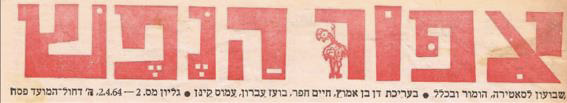 ציפור הנפש
שבועון לסאטירה, הומור ובכלל • בעריכת דן בן אמוץ, חיים חפר, בועז עברון, עמוס קינן • גליון מס. 2 — 2.4.64, ה׳ דחול־המועד פסח